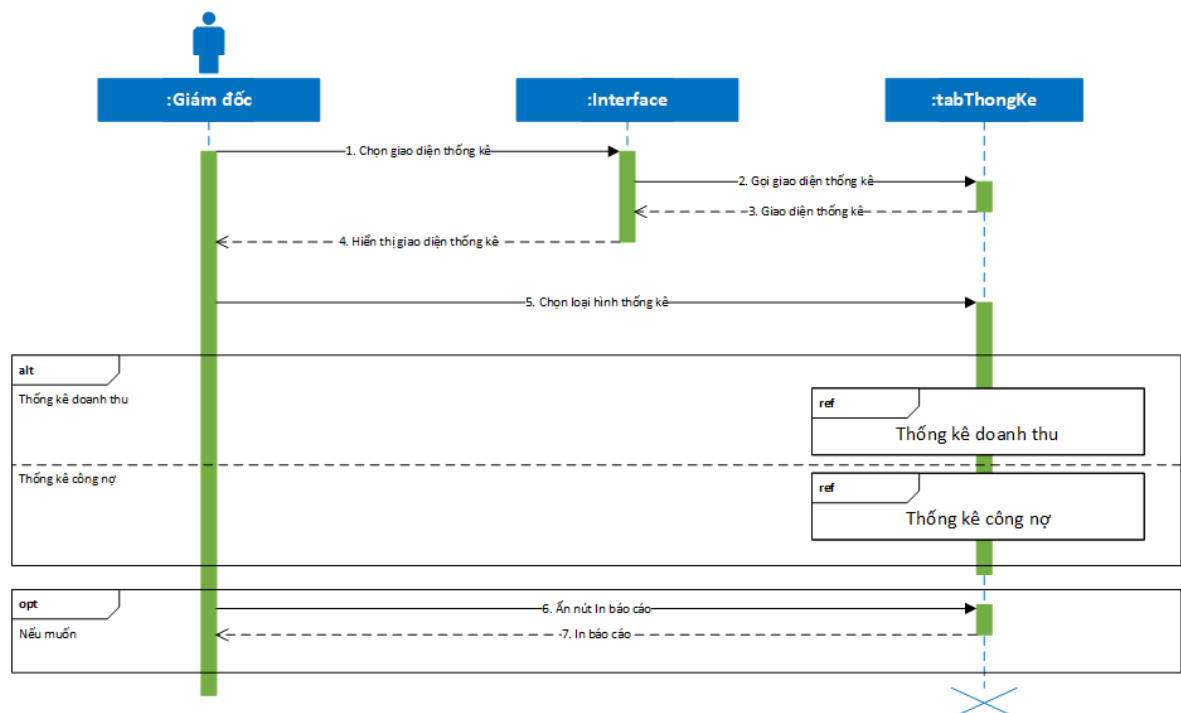 :Giám đốc
:Interface
:tabThongKe
1. Chọn giao diện thống kê
2. Gọi giao diện thống kê
3. Giao diện thống kê
4. Hiển thị giao diện thống kê
5. Chọn loại hình thống kê
alt
Thống kê doanh thu
ref
Thống kê doanh thu
Thống kê công nợ
ref
Thống kê công nợ
opt
6. Ấn nút In báo cáo
Nếu muốn
7. In báo cáo